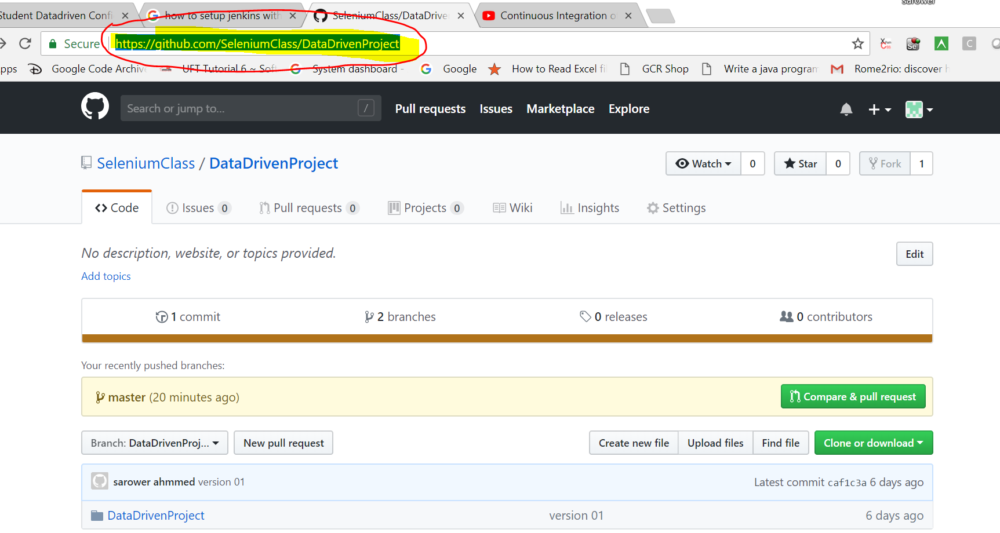 sarower
Student Datadriven Confi
how to setup jenkins with
SeleniumClass/DataDrive
Continuous Integration o
Secure
https://github.com/SeleniumClass/DataDrivenProject
pps
Google Code Archive
UFT Tutorial 6 ~ Soft
System dashboard -
Google
How to Read Excel fi
GCR Shop
Write a java program
Rome2rio: discover h
Search or jump to...
/
Pull requests
Issues
Marketplace
Explore
SeleniumClass / DataDrivenProject
Watch 0
Star 0
Fork 1
Code
Issues 0
Pull requests 0
Projects 0
Wiki
Insights
Settings
No description, website, or topics provided.
Edit
Add topics
1 commit
2 branches
0 releases
0 contributors
Your recently pushed branches:
master (20 minutes ago)
Compare & pull request
Branch: DataDrivenProj...
New pull request
Create new file
Upload files
Find file
Clone or download
sarower ahmmed version 01
Latest commit caf1c3a 6 days ago
DataDrivenProject
version 01
6 days ago